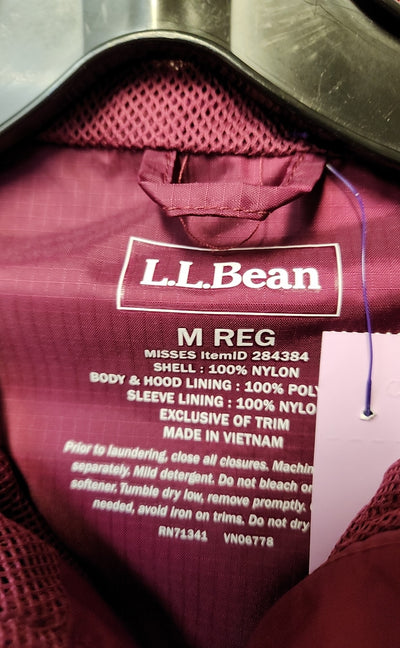 L.L.Bean
M REG
MISSES ItemID 284384
SHELL : 100% NYLON
BODY & HOOD LINING : 100% POLY
SLEEVE LINING : 100% NYLO
EXCLUSIVE OF TRIM
MADE IN VIETNAM
Prior to laundering, close all closures. Machin
separately. Mild detergent. Do not bleach or
softener. Tumble dry low, remove promptly.
needed, avoid iron on trims. Do not dry
RN71341 VN06778